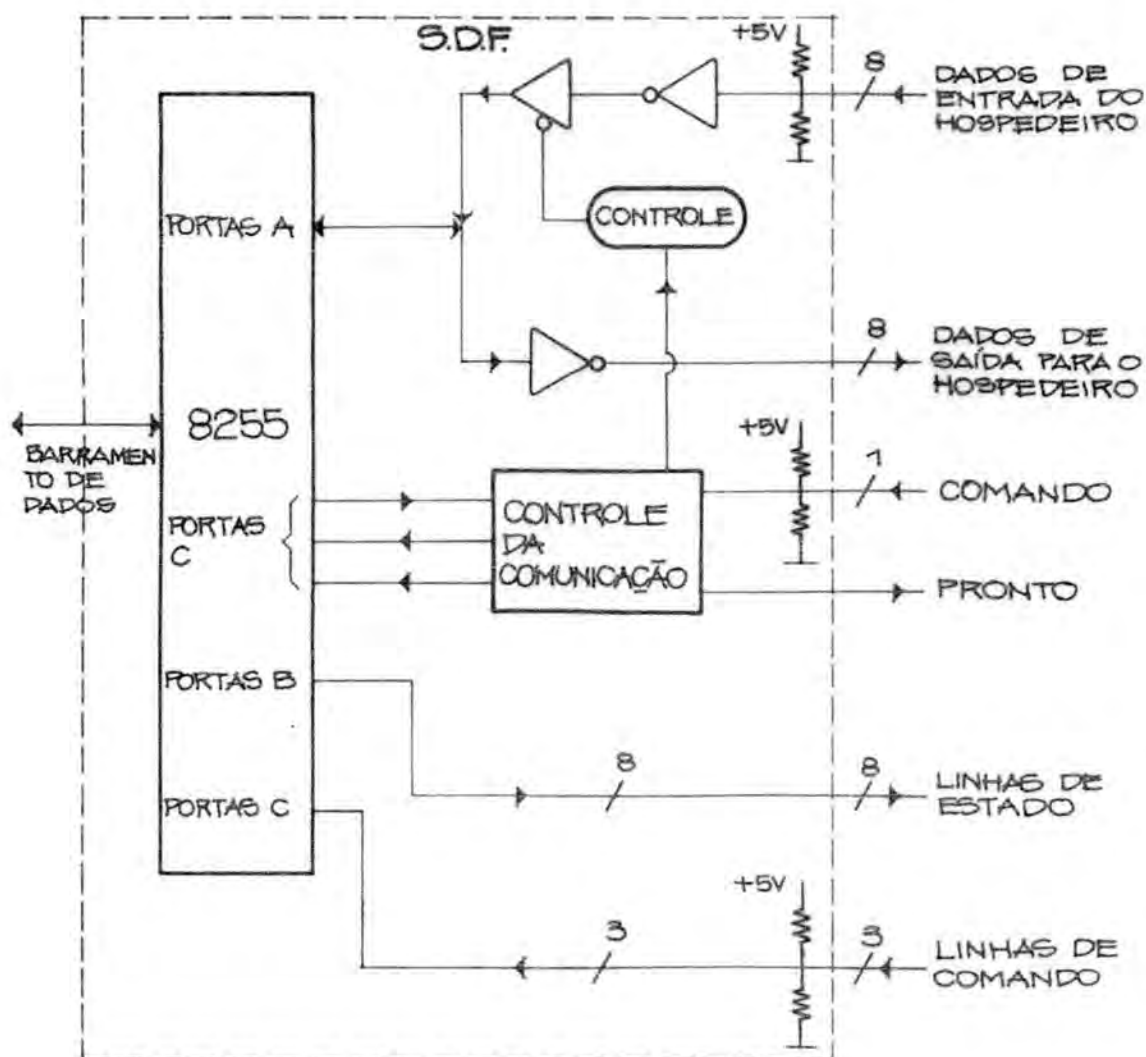 S.D.F.
+5V
8
DADOS DE
ENTRADA DO
HOSPEDEIRO
PORTAS A
CONTROLE
8
DADOS DE
SAÍDA PARA O
HOSPEDEIRO
8255
BARRAMEN
TO DE
DADOS
+5V
1
COMANDO
PORTAS
C
CONTROLE
DA
COMUNICAÇÃO
PRONTO
PORTAS B
8
8
LINHAS DE
ESTADO
PORTAS C
+5V
3
3
LINHAS DE
COMANDO